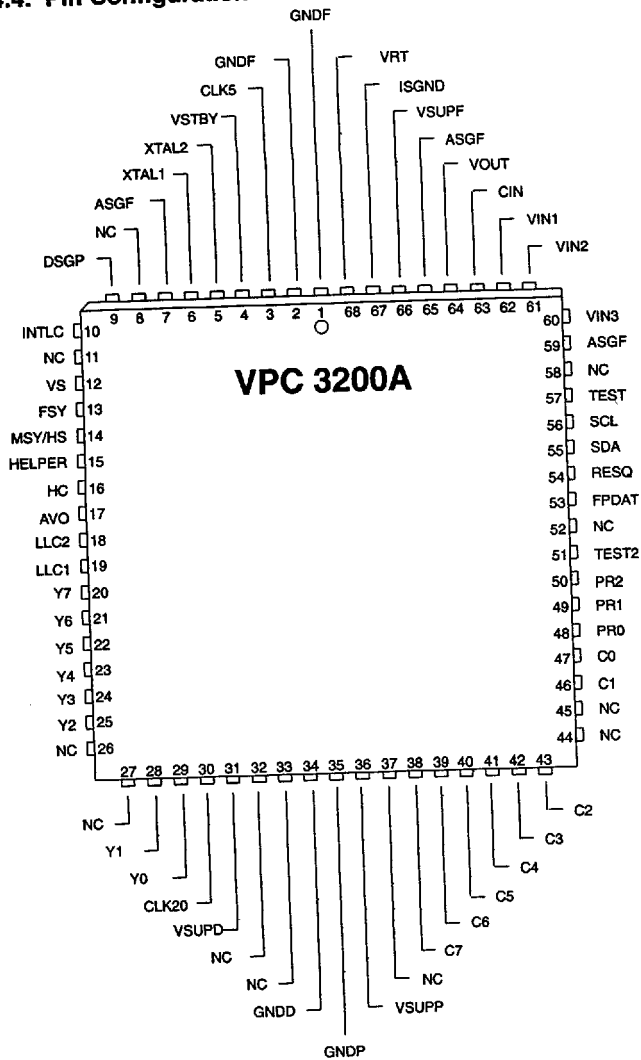 4.4. Pin Configuration
GNDF
GNDF
VRT
CLK5
ISGND
VSTBY
VSUPF
XTAL2
ASGF
XTAL1
VOUT
ASGF
CIN
NC
VIN1
DSGP
VIN2
9 8 7 6 5 4 3 2 1 68 67 66 65 64 63 62 61
INTLC 10
60 VIN3
NC 11
59 ASGF
VS 12
58 NC
VPC 3200A
FSY 13
57 TEST
MSY/HS 14
56 SCL
HELPER 15
55 SDA
HC 16
54 RESQ
AVO 17
53 FPDAT
LLC2 18
52 NC
LLC1 19
51 TEST2
Y7 20
50 PR2
Y6 21
49 PR1
Y5 22
48 PR0
Y4 23
47 C0
Y3 24
46 C1
Y2 25
45 NC
NC 26
44 NC
27 28 29 30 31 32 33 34 35 36 37 38 39 40 41 42 43
NC
C2
Y1
C3
Y0
C4
CLK20
C5
VSUPD
C6
NC
C7
NC
NC
GNDD
VSUPP
GNDP